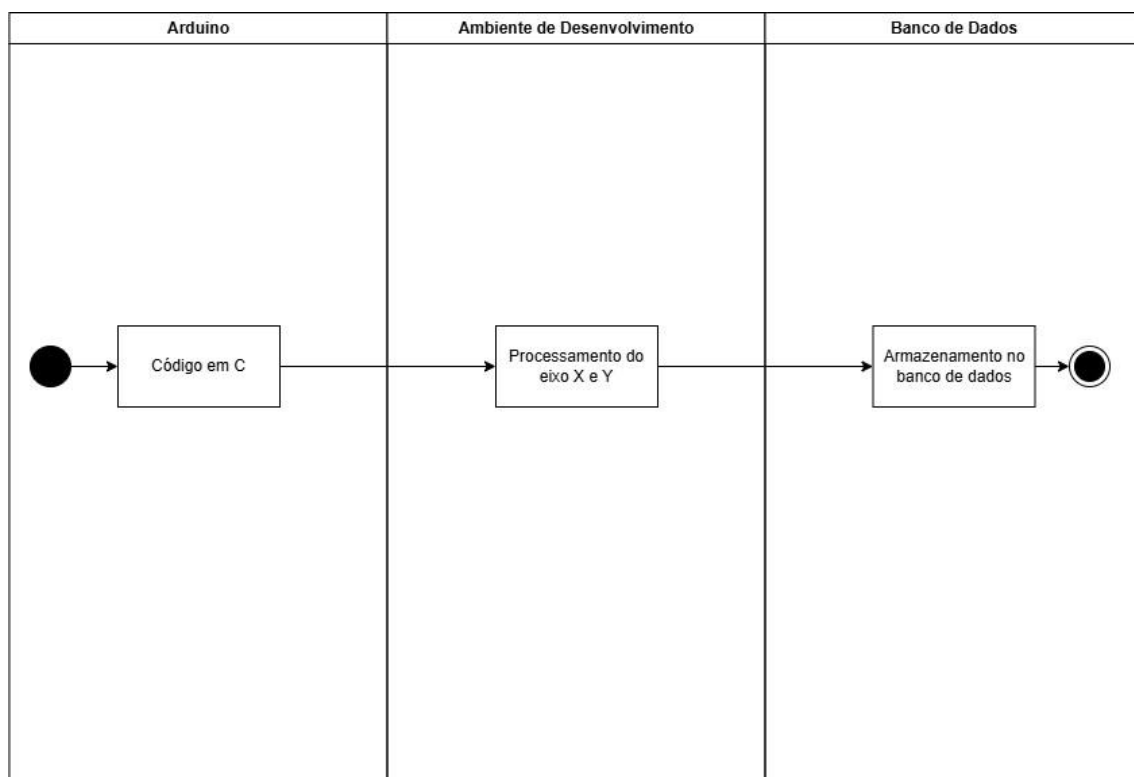 Arduino
Ambiente de Desenvolvimento
Banco de Dados
Código em C
Processamento do
eixo X e Y
Armazenamento no
banco de dados